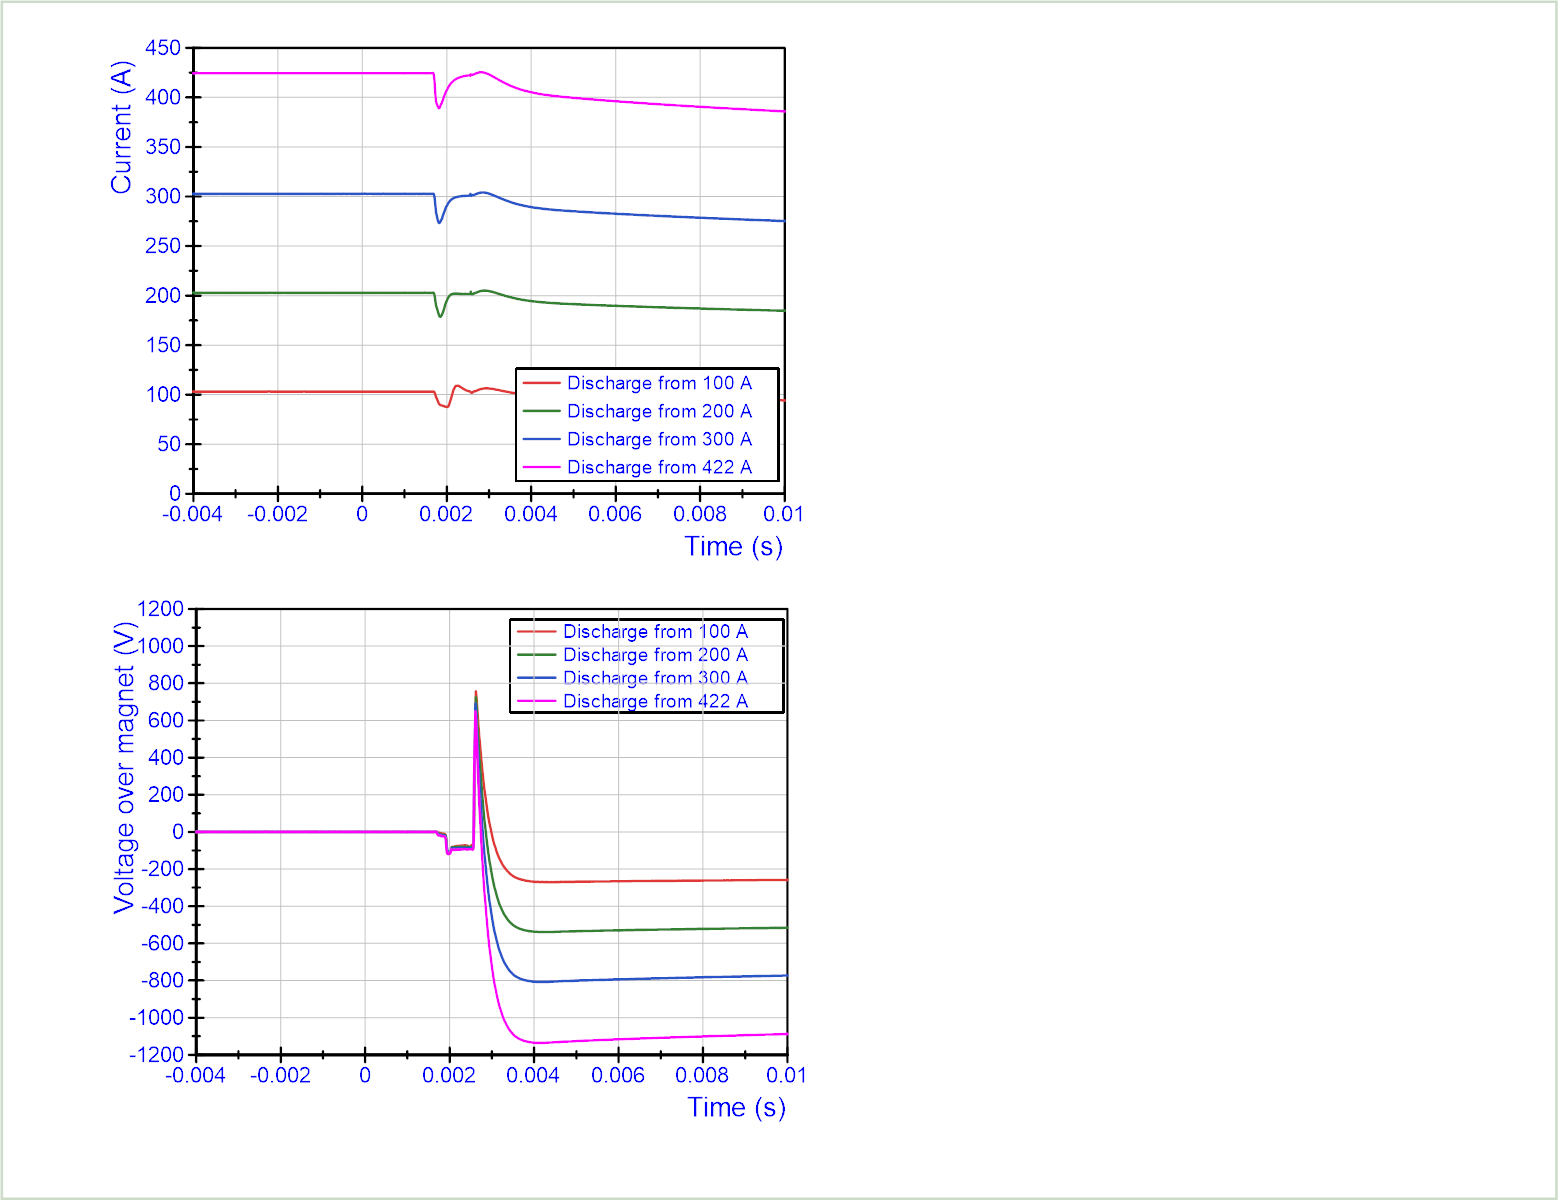 450
400
350
300
250
200
150
100
50
0
Current (A)
Discharge from 100 A
Discharge from 200 A
Discharge from 300 A
Discharge from 422 A
-0.004 -0.002 0 0.002 0.004 0.006 0.008 0.01
Time (s)
1200
1000
800
600
400
200
0
-200
-400
-600
-800
-1000
-1200
Voltage over magnet (V)
Discharge from 100 A
Discharge from 200 A
Discharge from 300 A
Discharge from 422 A
-0.004 -0.002 0 0.002 0.004 0.006 0.008 0.01
Time (s)